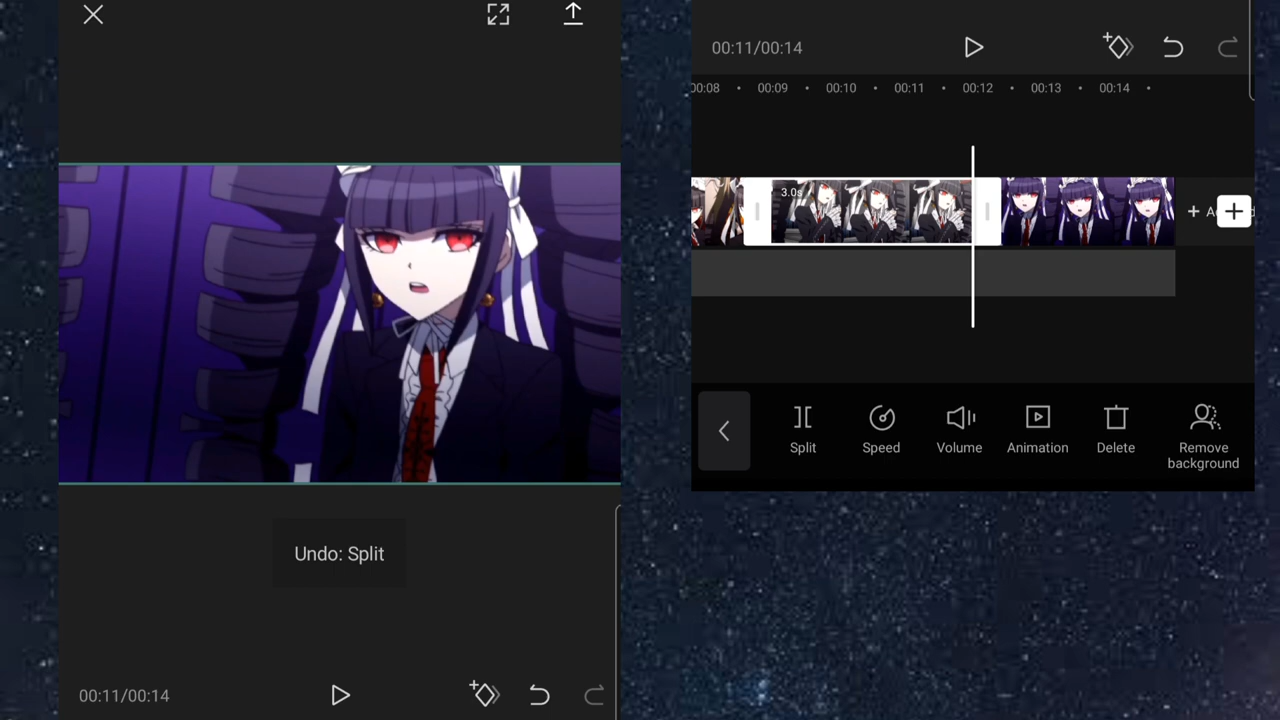 Undo: Split
00:11/00:14
00:11/00:14
00:08 00:09 00:10 00:11 00:12 00:13 00:14
3.0s
+ +
Split Speed Volume Animation Delete Remove background